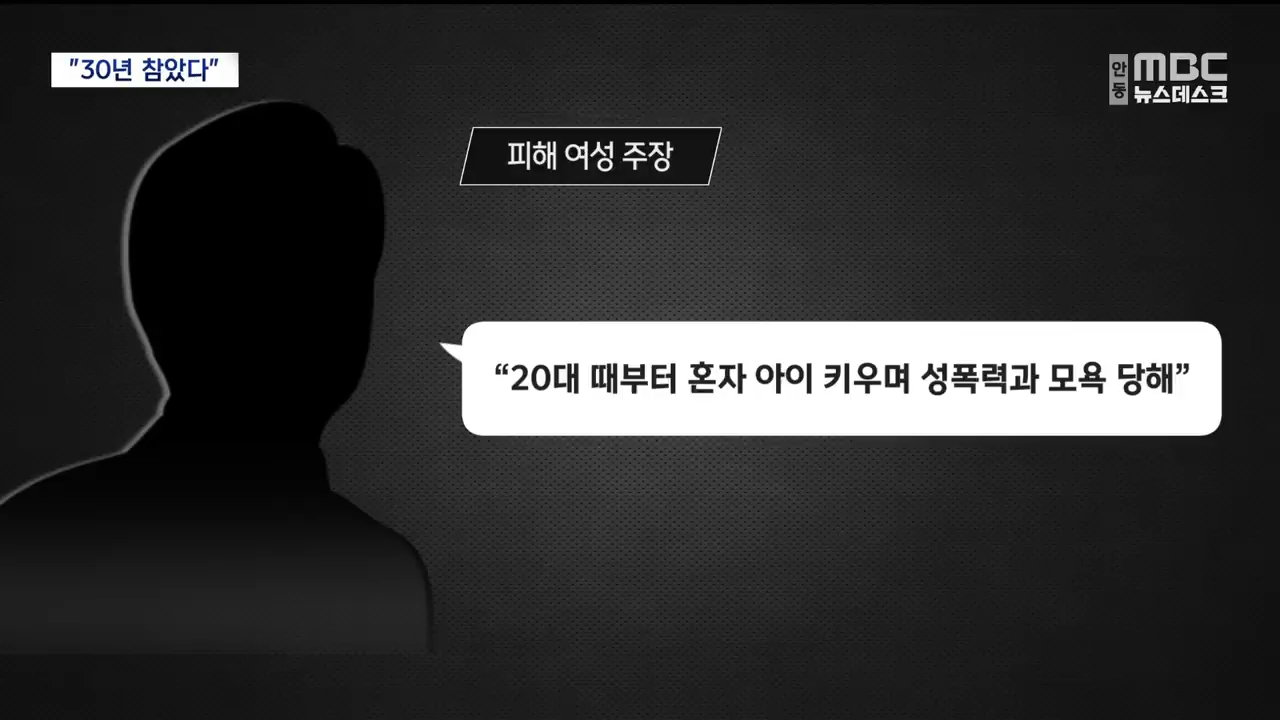 "30년 참았다"
안동
MBC
뉴스데스크
피해 여성 주장
“20대 때부터 혼자 아이 키우며 성폭력과 모욕 당해”